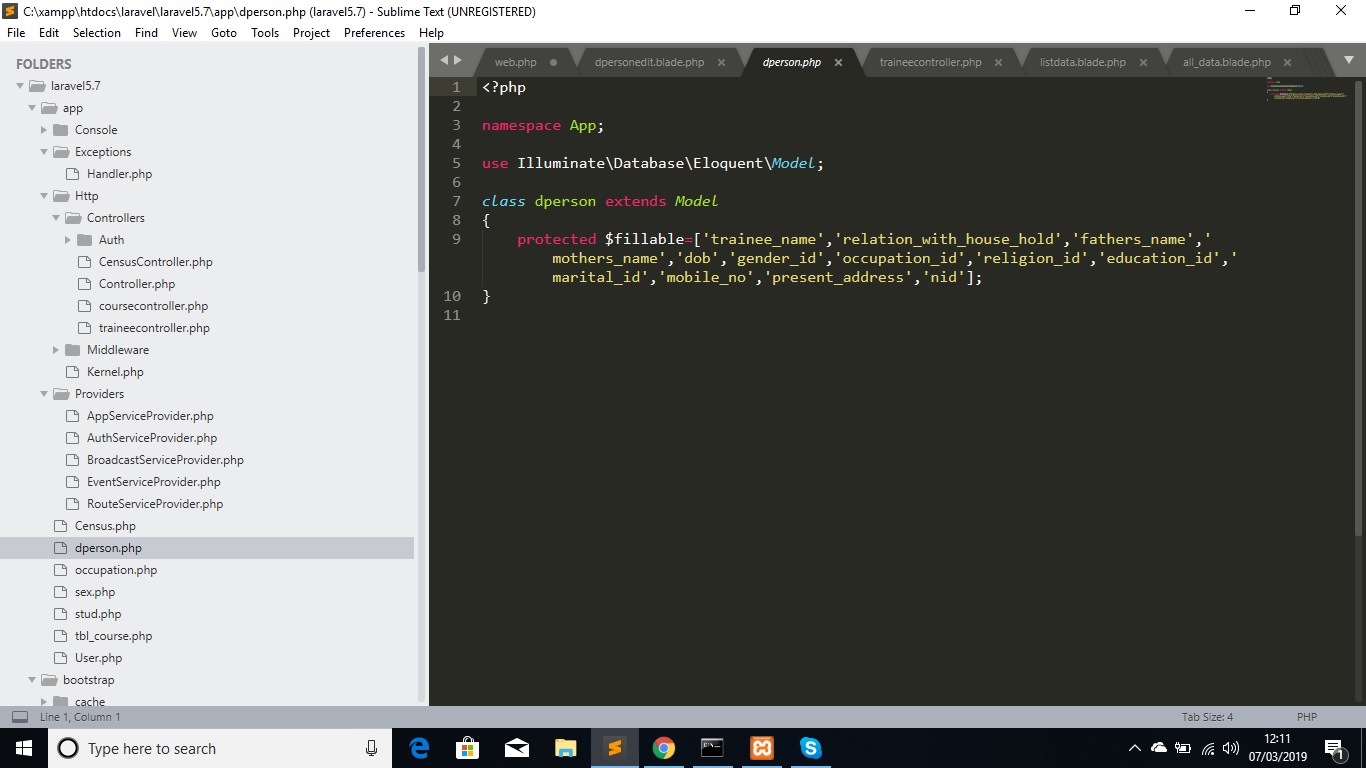 C:\xampp\htdocs\laravel\laravel5.7\app\dperson.php (laravel5.7) - Sublime Text (UNREGISTERED)
File Edit Selection Find View Goto Tools Project Preferences Help
FOLDERS
laravel5.7
app
Console
Exceptions
Handler.php
Http
Controllers
Auth
CensusController.php
Controller.php
coursecontroller.php
traineecontroller.php
Middleware
Kernel.php
Providers
AppServiceProvider.php
AuthServiceProvider.php
BroadcastServiceProvider.php
EventServiceProvider.php
RouteServiceProvider.php
Census.php
dperson.php
occupation.php
sex.php
stud.php
tbl_course.php
User.php
bootstrap
cache
web.php dpersonedit.blade.php dperson.php traineecontroller.php listdata.blade.php all_data.blade.php
1 <?php
2
3 namespace App;
4
5 use Illuminate\Database\Eloquent\Model;
6
7 class dperson extends Model
8 {
9 protected $fillable=['trainee_name','relation_with_house_hold','fathers_name','
mothers_name','dob','gender_id','occupation_id','religion_id','education_id','
marital_id','mobile_no','present_address','nid'];
10 }
11
Line 1, Column 1 Tab Size: 4 PHP
Type here to search
12:11
07/03/2019
1